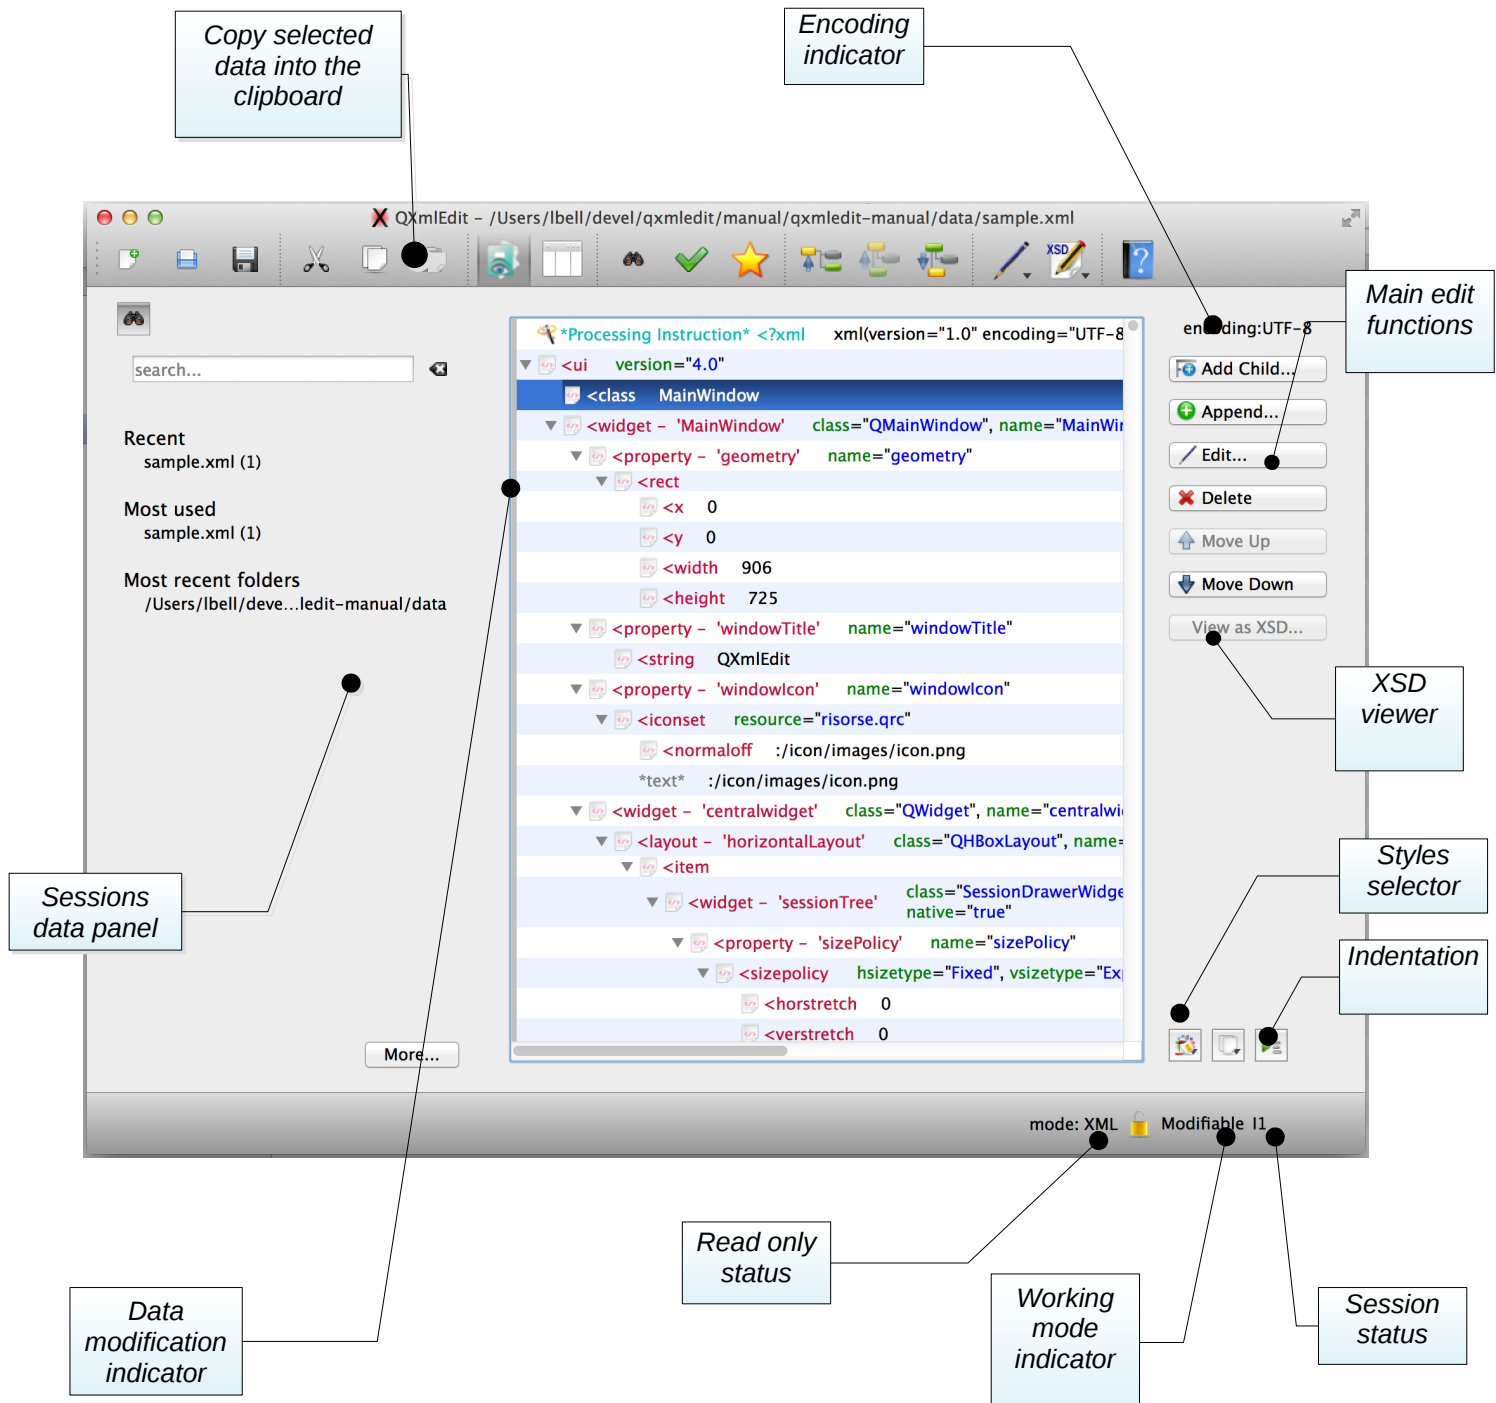 Copy selected
data into the
clipboard
Encoding
indicator
QXmlEdit - /Users/lbell/devel/qxmledit/manual/qxmledit-manual/data/sample.xml
XSD
?
Main edit
functions
search...
Recent
sample.xml (1)
Most used
sample.xml (1)
Most recent folders
/Users/lbell/deve...ledit-manual/data
More...
*Processing Instruction* <?xml xml(version="1.0" encoding="UTF-8
<ui version="4.0"
<class MainWindow
<widget - 'MainWindow' class="QMainWindow", name="MainWin
<property - 'geometry' name="geometry"
<rect
<x 0
<y 0
<width 906
<height 725
<property - 'windowTitle' name="windowTitle"
<string QXmlEdit
<property - 'windowIcon' name="windowIcon"
<iconset resource="risorse.qrc"
<normaloff :/icon/images/icon.png
*text* :/icon/images/icon.png
<widget - 'centralwidget' class="QWidget", name="centralwi
<layout - 'horizontalLayout' class="QHBoxLayout", name=
<item
<widget - 'sessionTree' class="SessionDrawerWidge
native="true"
<property - 'sizePolicy' name="sizePolicy"
<sizepolicy hsizetype="Fixed", vsizetype="Ex
<horstretch 0
<verstretch 0
encoding:UTF-8
Add Child...
Append...
Edit...
Delete
Move Up
Move Down
View as XSD...
XSD
viewer
Styles
selector
Indentation
Sessions
data panel
mode: XML Modifiable I1
Read only
status
Working
mode
indicator
Session
status
Data
modification
indicator